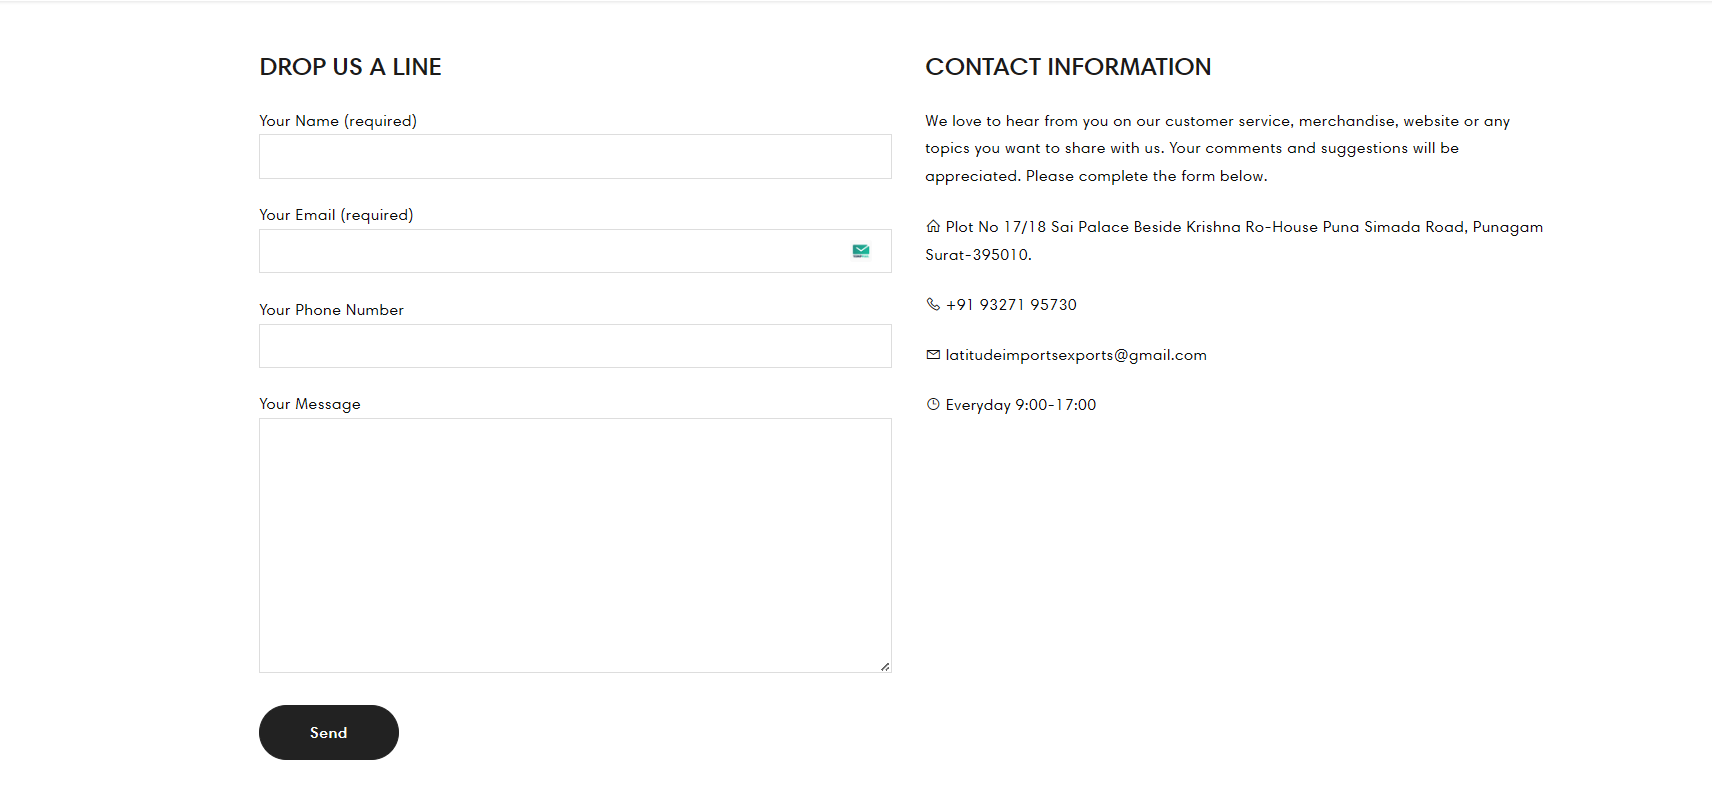 DROP US A LINE
Your Name (required)
Your Email (required)
Your Phone Number
Your Message
Send
CONTACT INFORMATION
We love to hear from you on our customer service, merchandise, website or any
topics you want to share with us. Your comments and suggestions will be
appreciated. Please complete the form below.
Plot No 17/18 Sai Palace Beside Krishna Ro-House Puna Simada Road, Punagam
Surat-395010.
+91 93271 95730
latitudeimportsexports@gmail.com
Everyday 9:00-17:00